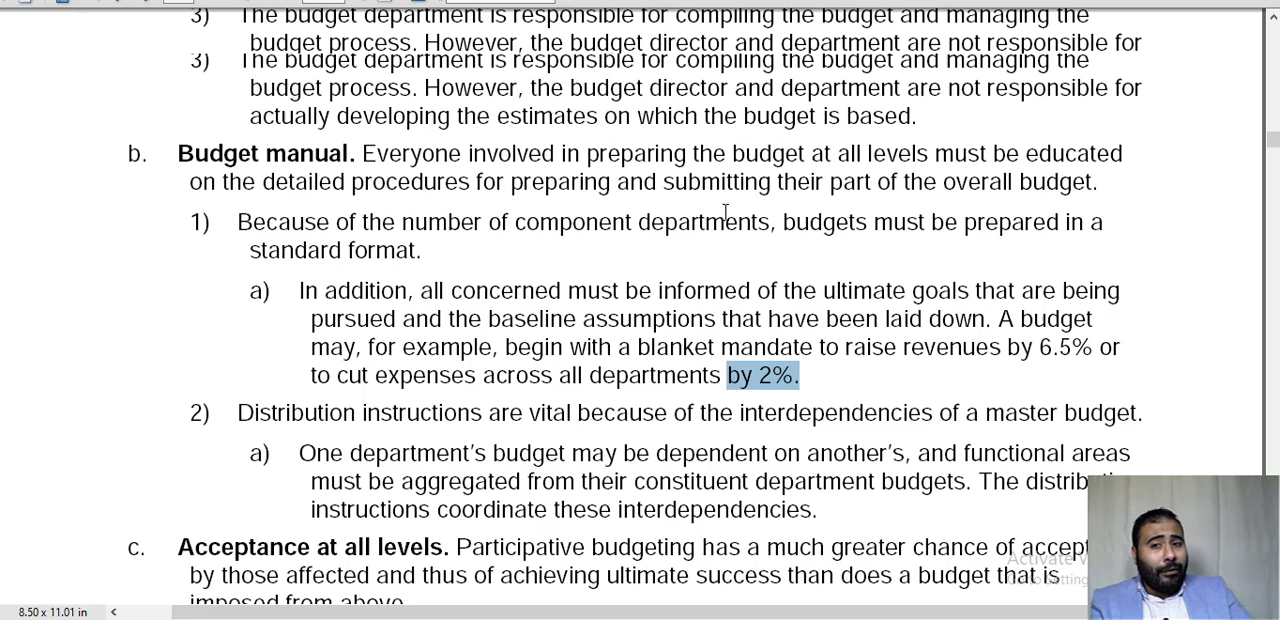 3) The budget department is responsible for compiling the budget and managing the
budget process. However, the budget director and department are not responsible for
3) The budget department is responsible for compiling the budget and managing the
budget process. However, the budget director and department are not responsible for
actually developing the estimates on which the budget is based.
b. Budget manual. Everyone involved in preparing the budget at all levels must be educated
on the detailed procedures for preparing and submitting their part of the overall budget.
1) Because of the number of component departments, budgets must be prepared in a
standard format.
a) In addition, all concerned must be informed of the ultimate goals that are being
pursued and the baseline assumptions that have been laid down. A budget
may, for example, begin with a blanket mandate to raise revenues by 6.5% or
to cut expenses across all departments by 2%.
2) Distribution instructions are vital because of the interdependencies of a master budget.
a) One department's budget may be dependent on another's, and functional areas
must be aggregated from their constituent department budgets. The distrib
instructions coordinate these interdependencies.
c. Acceptance at all levels. Participative budgeting has a much greater chance of accept
by those affected and thus of achieving ultimate success than does a budget that is
imposed from above
Activate
8.50 x 11.01 in